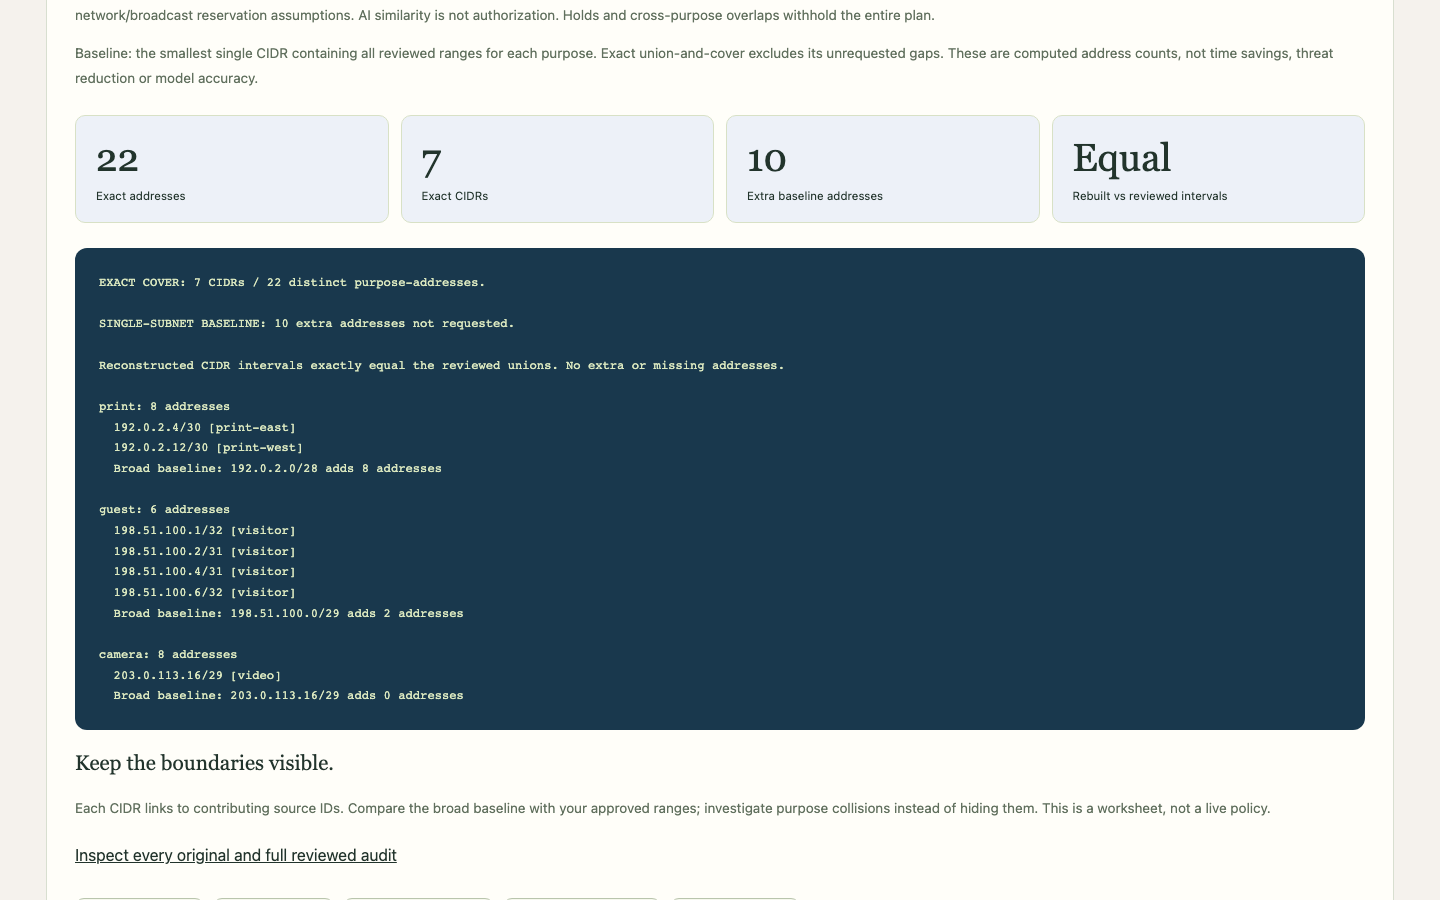 network/broadcast reservation assumptions. AI similarity is not authorization. Holds and cross-purpose overlaps withhold the entire plan.
Baseline: the smallest single CIDR containing all reviewed ranges for each purpose. Exact union-and-cover excludes its unrequested gaps. These are computed address counts, not time savings, threat
reduction or model accuracy.
22
Exact addresses
7
Exact CIDRs
10
Extra baseline addresses
Equal
Rebuilt vs reviewed intervals
EXACT COVER: 7 CIDRs / 22 distinct purpose-addresses.
SINGLE-SUBNET BASELINE: 10 extra addresses not requested.
Reconstructed CIDR intervals exactly equal the reviewed unions. No extra or missing addresses.
print: 8 addresses
192.0.2.4/30 [print-east]
192.0.2.12/30 [print-west]
Broad baseline: 192.0.2.0/28 adds 8 addresses
guest: 6 addresses
198.51.100.1/32 [visitor]
198.51.100.2/31 [visitor]
198.51.100.4/31 [visitor]
198.51.100.6/32 [visitor]
Broad baseline: 198.51.100.0/29 adds 2 addresses
camera: 8 addresses
203.0.113.16/29 [video]
Broad baseline: 203.0.113.16/29 adds 0 addresses
Keep the boundaries visible.
Each CIDR links to contributing source IDs. Compare the broad baseline with your approved ranges; investigate purpose collisions instead of hiding them. This is a worksheet, not a live policy.
Inspect every original and full reviewed audit